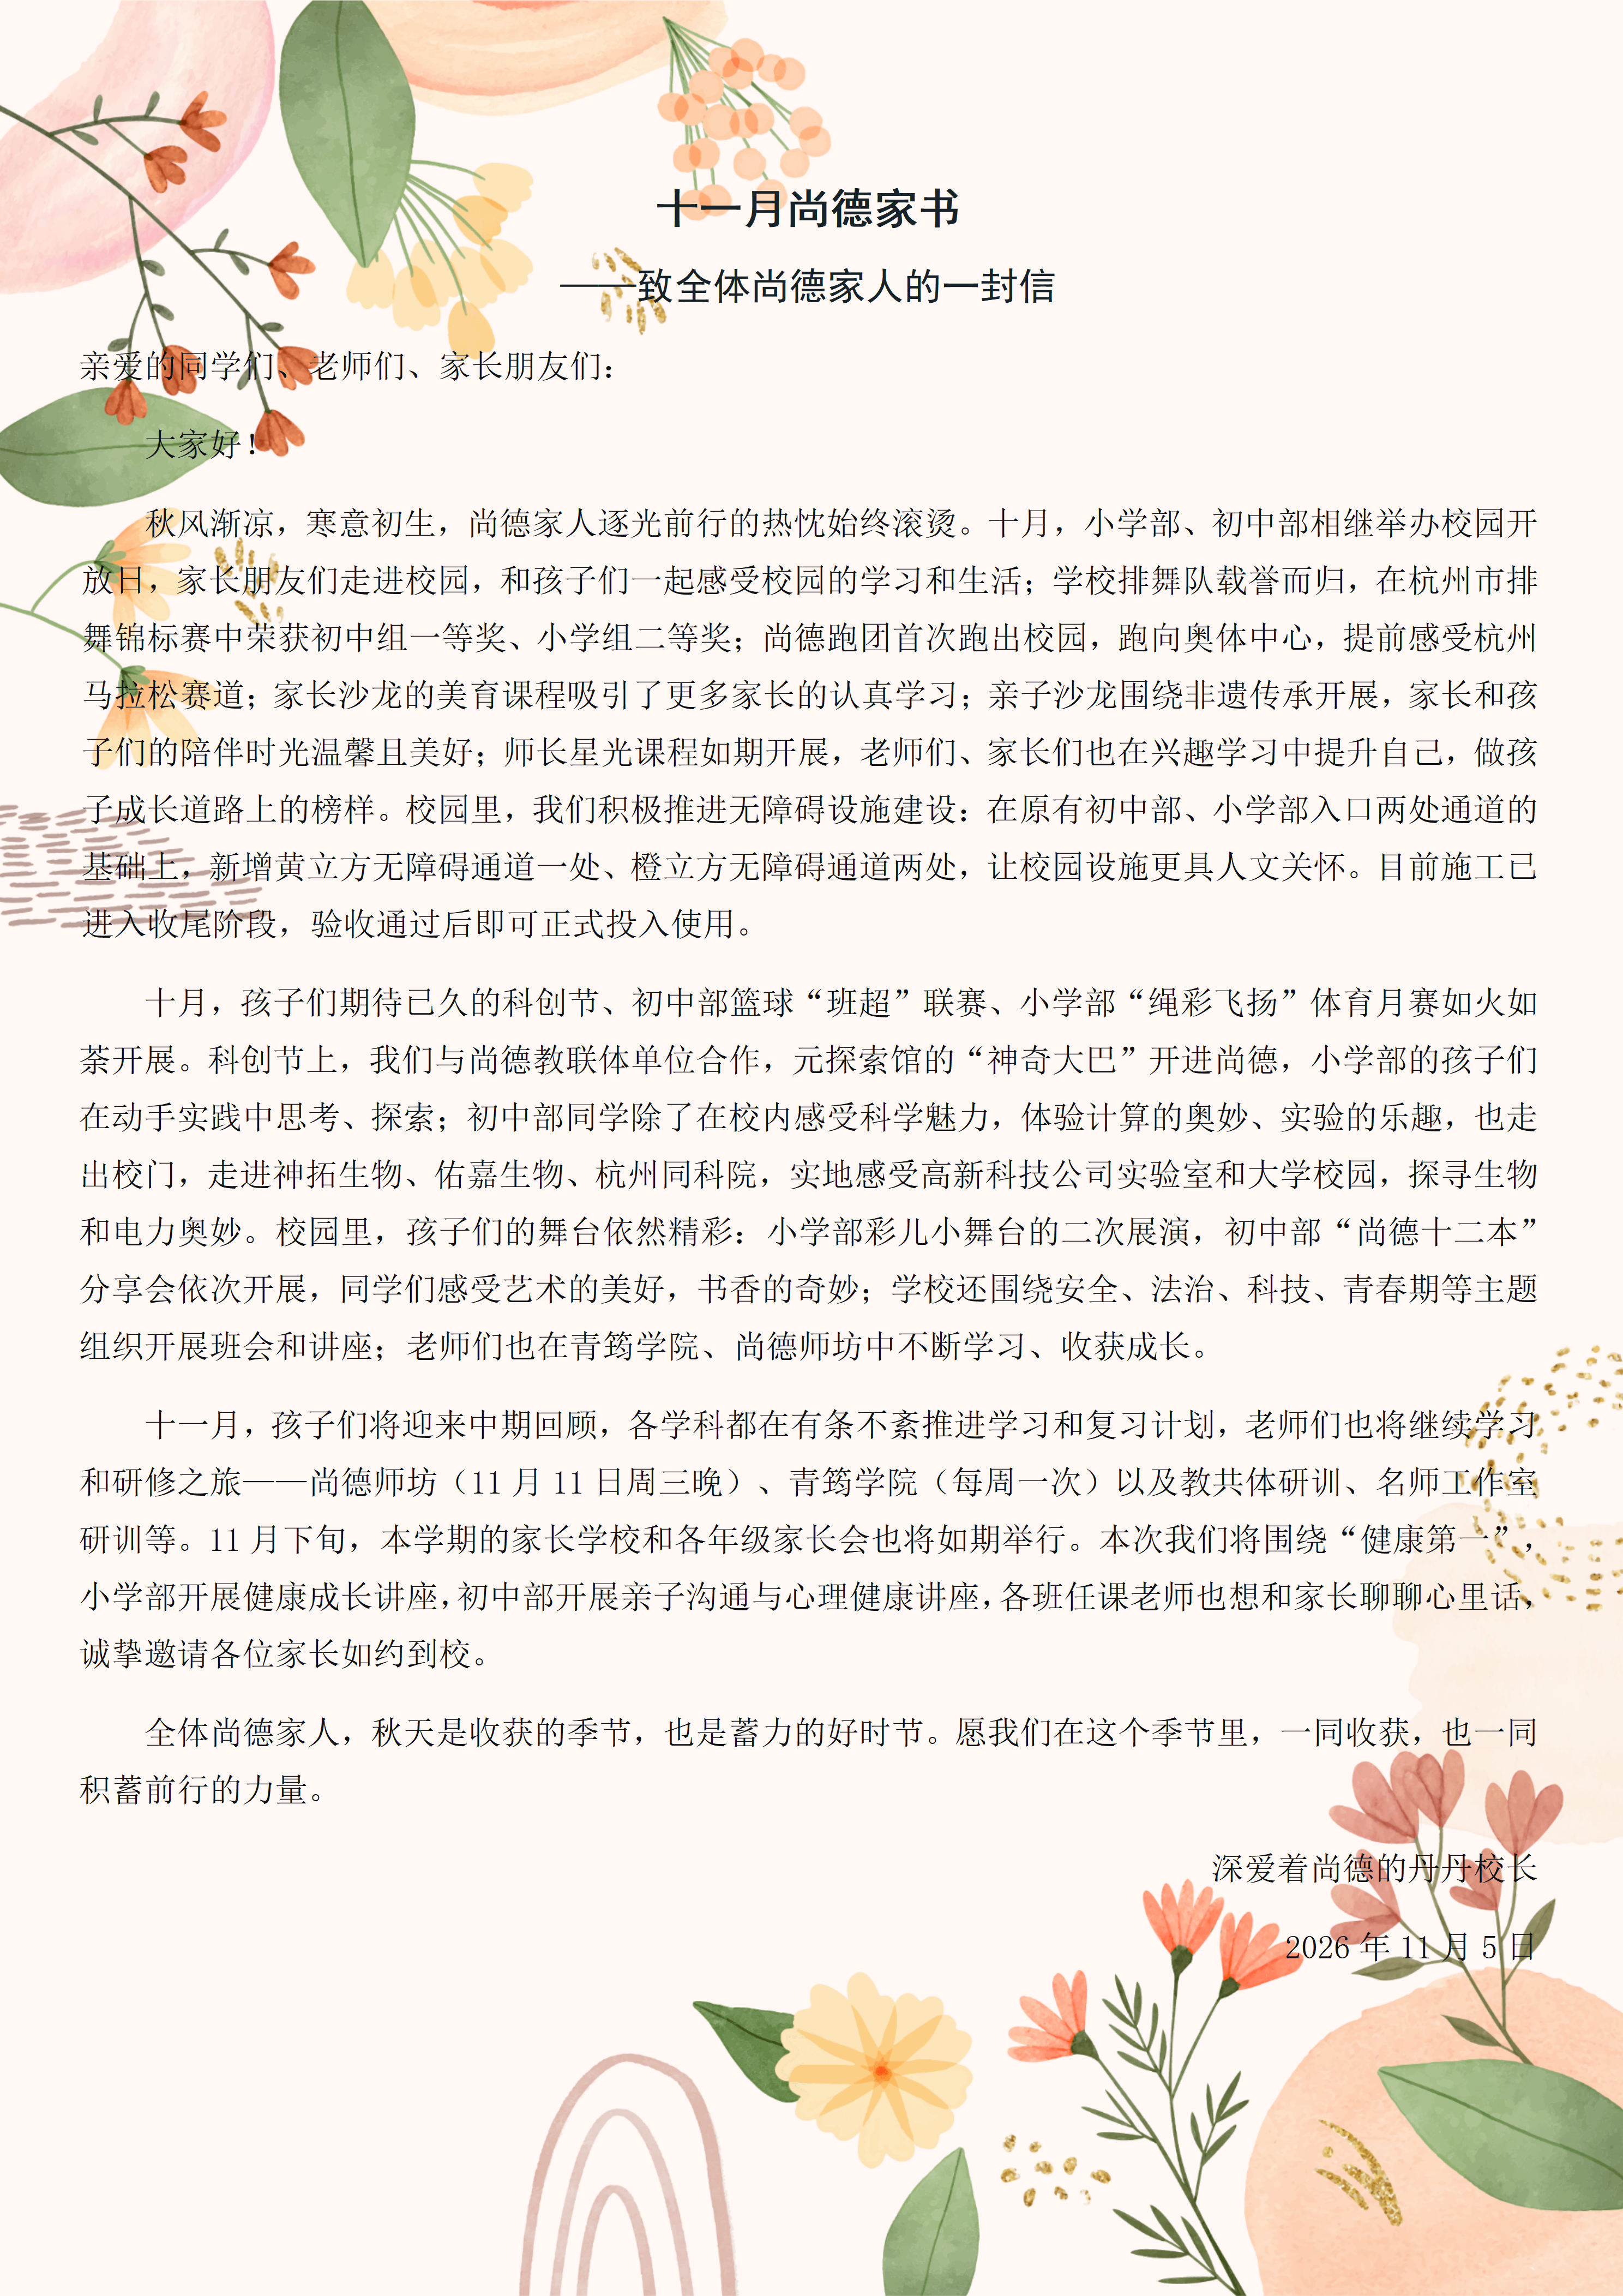 十一月尚德家书
——致全体尚德家人的一封信
亲爱的同学们、老师们、家长朋友们：
大家好！
秋风渐凉，寒意初生，尚德家人逐光前行的热忱始终滚烫。十月，小学部、初中部相继举办校园开
放日，家长朋友们走进校园，和孩子们一起感受校园的学习和生活；学校排舞队载誉而归，在杭州市排
舞锦标赛中荣获初中组一等奖、小学组二等奖；尚德跑团首次跑出校园，跑向奥体中心，提前感受杭州
马拉松赛道；家长沙龙的美育课程吸引了更多家长的认真学习；亲子沙龙围绕非遗传承开展，家长和孩
子们的陪伴时光温馨且美好；师长星光课程如期开展，老师们、家长们也在兴趣学习中提升自己，做孩
子成长道路上的榜样。校园里，我们积极推进无障碍设施建设：在原有初中部、小学部入口两处通道的
基础上，新增黄立方无障碍通道一处、橙立方无障碍通道两处，让校园设施更具人文关怀。目前施工已
进入收尾阶段，验收通过后即可正式投入使用。
十月，孩子们期待已久的科创节、初中部篮球“班超”联赛、小学部“绳彩飞扬”体育月赛如火如
荼开展。科创节上，我们与尚德教联体单位合作，元探索馆的“神奇大巴”开进尚德，小学部的孩子们
在动手实践中思考、探索；初中部同学除了在校内感受科学魅力，体验计算的奥妙、实验的乐趣，也走
出校门，走进神拓生物、佑嘉生物、杭州同科院，实地感受高新科技公司实验室和大学校园，探寻生物
和电力奥妙。校园里，孩子们的舞台依然精彩：小学部彩儿小舞台的二次展演，初中部“尚德十二本”
分享会依次开展，同学们感受艺术的美好，书香的奇妙；学校还围绕安全、法治、科技、青春期等主题
组织开展班会和讲座；老师们也在青筠学院、尚德师坊中不断学习、收获成长。
十一月，孩子们将迎来中期回顾，各学科都在有条不紊推进学习和复习计划，老师们也将继续学习
和研修之旅——尚德师坊（11 月 11 日周三晚）、青筠学院（每周一次）以及教共体研训、名师工作室
研训等。11 月下旬，本学期的家长学校和各年级家长会也将如期举行。本次我们将围绕“健康第一”，
小学部开展健康成长讲座，初中部开展亲子沟通与心理健康讲座，各班任课老师也想和家长聊聊心里话，
诚挚邀请各位家长如约到校。
全体尚德家人，秋天是收获的季节，也是蓄力的好时节。愿我们在这个季节里，一同收获，也一同
积蓄前行的力量。
深爱着尚德的丹丹校长
2026 年 11 月 5 日